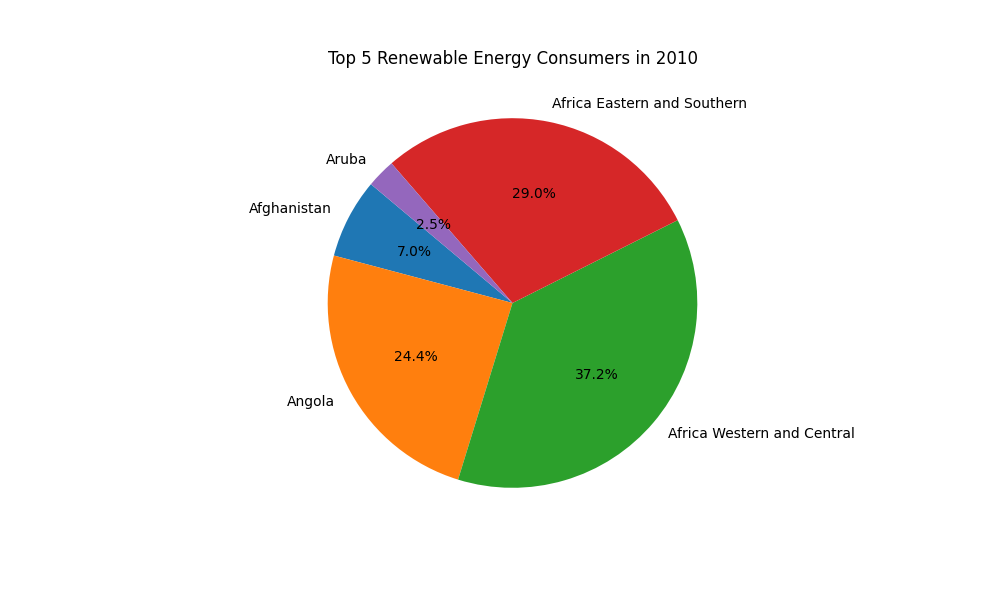 Top 5 Renewable Energy Consumers in 2010
Africa Eastern and Southern
Aruba
29.0%
Afghanistan
2.5%
7.0%
24.4%
37.2%
Angola
Africa Western and Central